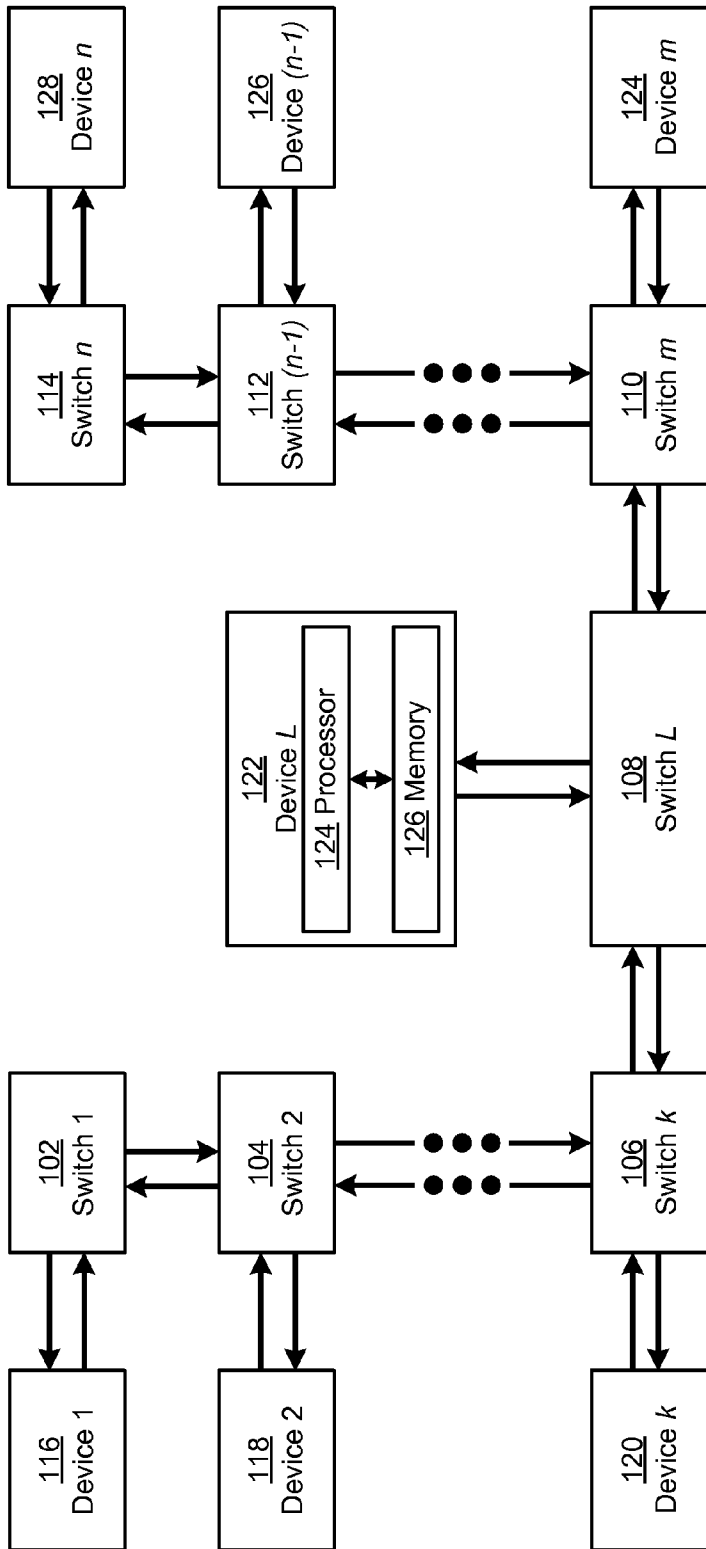 116
Device 1
102
Switch 1
114
Switch n
128
Device n
118
Device 2
104
Switch 2
122
Device L
124 Processor
126 Memory
112
Switch (n-1)
126
Device (n-1)
120
Device k
106
Switch k
108
Switch L
110
Switch m
124
Device m